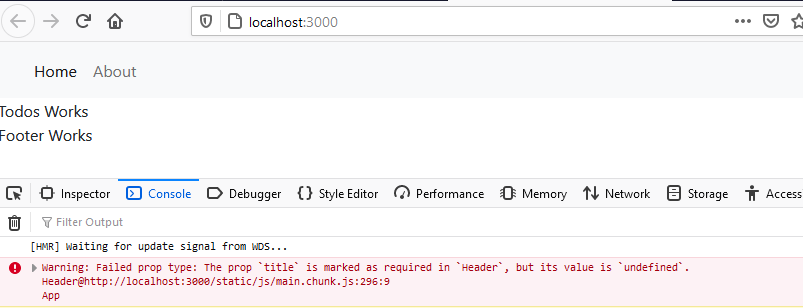 localhost:3000
Home About
Todos Works
Footer Works
Inspector Console Debugger {} Style Editor Performance Memory Network Storage Access
Filter Output
[HMR] Waiting for update signal from WDS...
Warning: Failed prop type: The prop `title` is marked as required in `Header`, but its value is `undefined`.
Header@http://localhost:3000/static/js/main.chunk.js:296:9
App